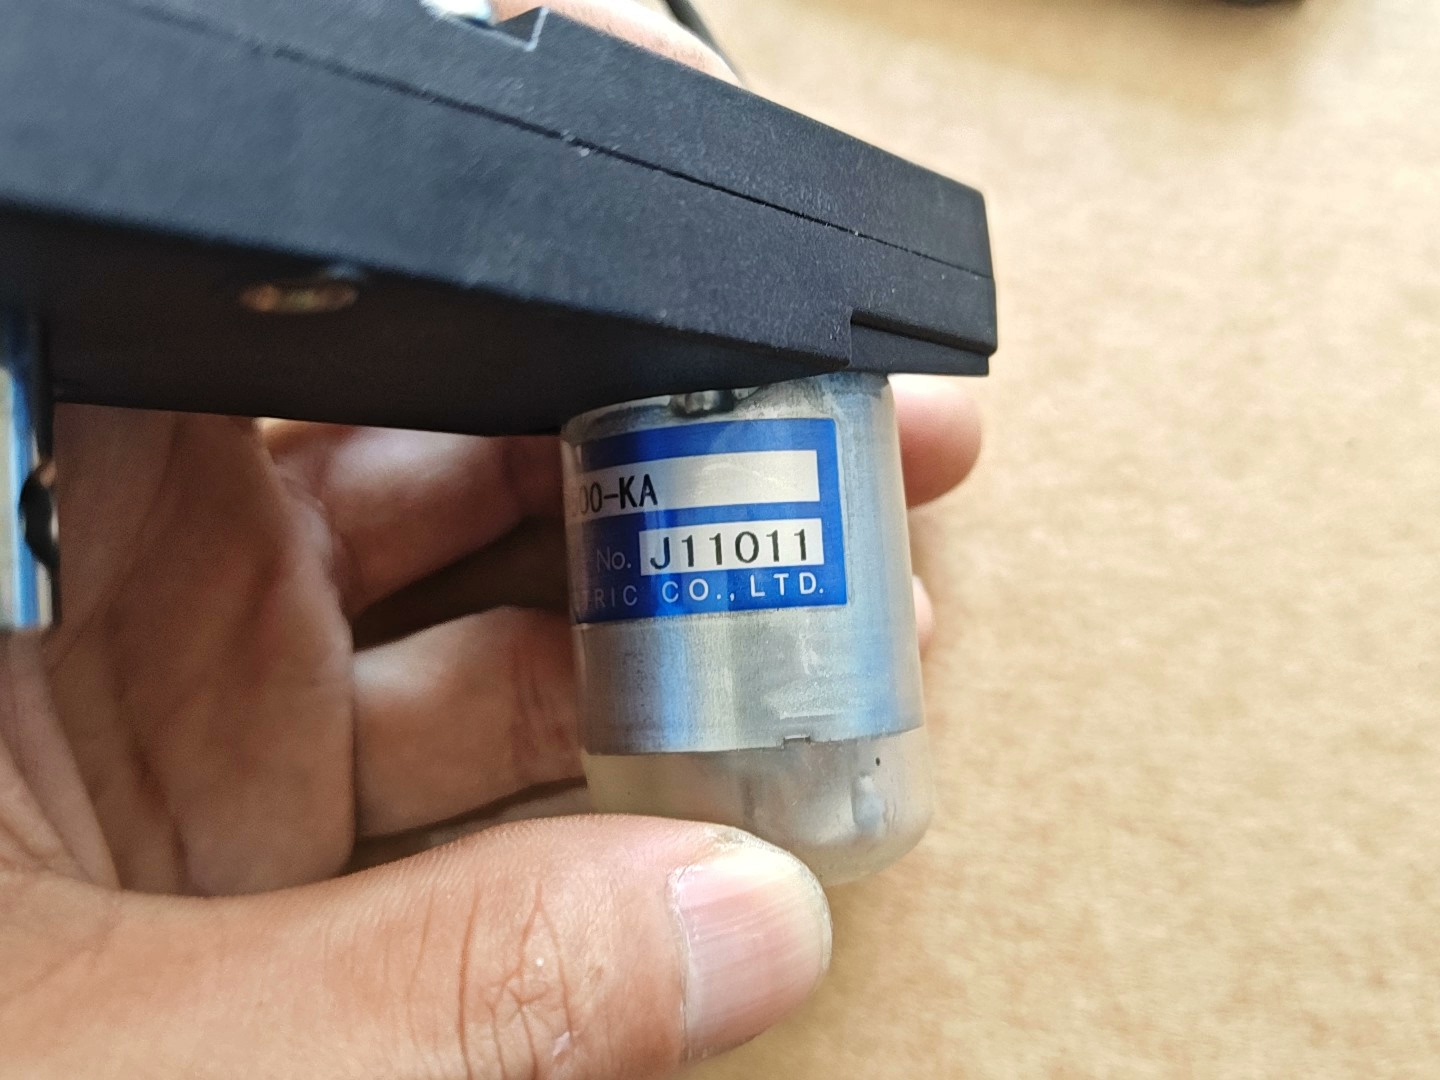 00-KA
No. J11011
TRIC CO., LTD.